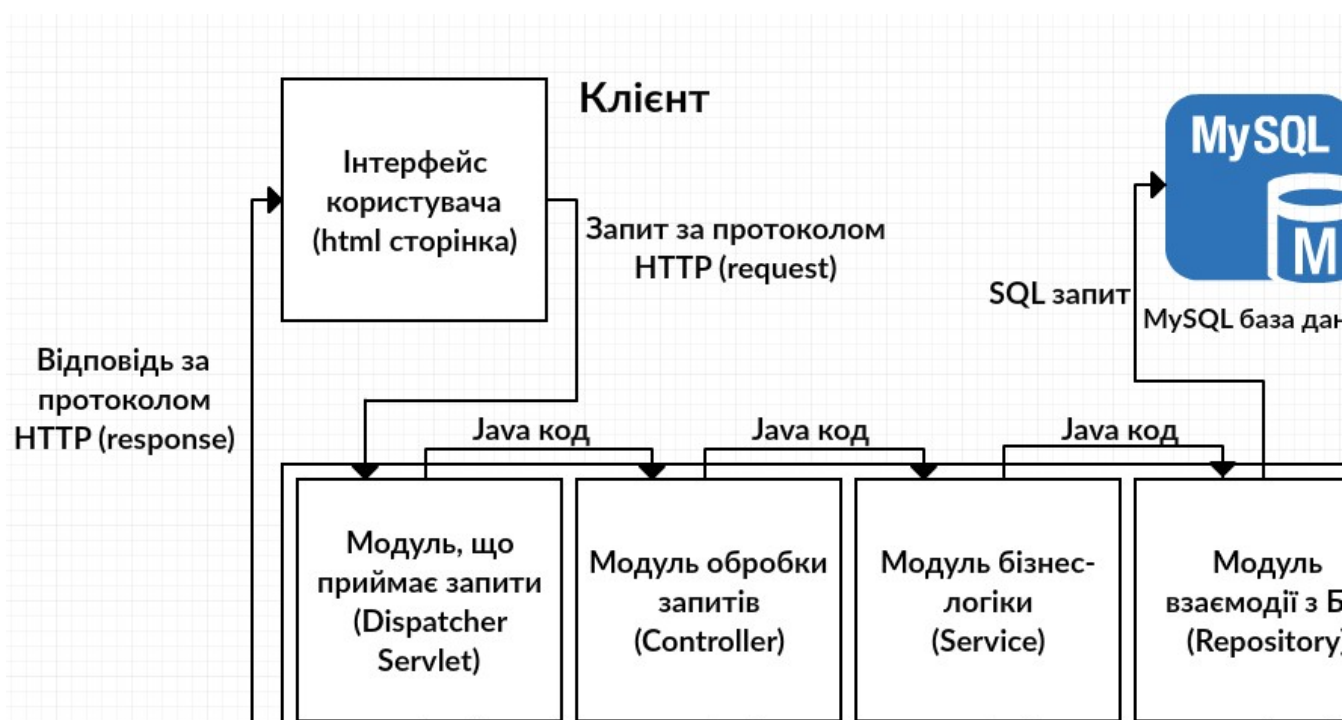 Клієнт
Інтерфейс
користувача
(html сторінка)
Запит за протоколом
HTTP (request)
MySQL
M
SQL запит
MySQL база
Відповідь за
протоколом
HTTP (response)
Java код
Java код
Java код
Модуль, що
приймає запити
(Dispatcher
Servlet)
Модуль обробки
запитів
(Controller)
Модуль бізнес-
логіки
(Service)
Модуль
взаємодії з
(Repository)